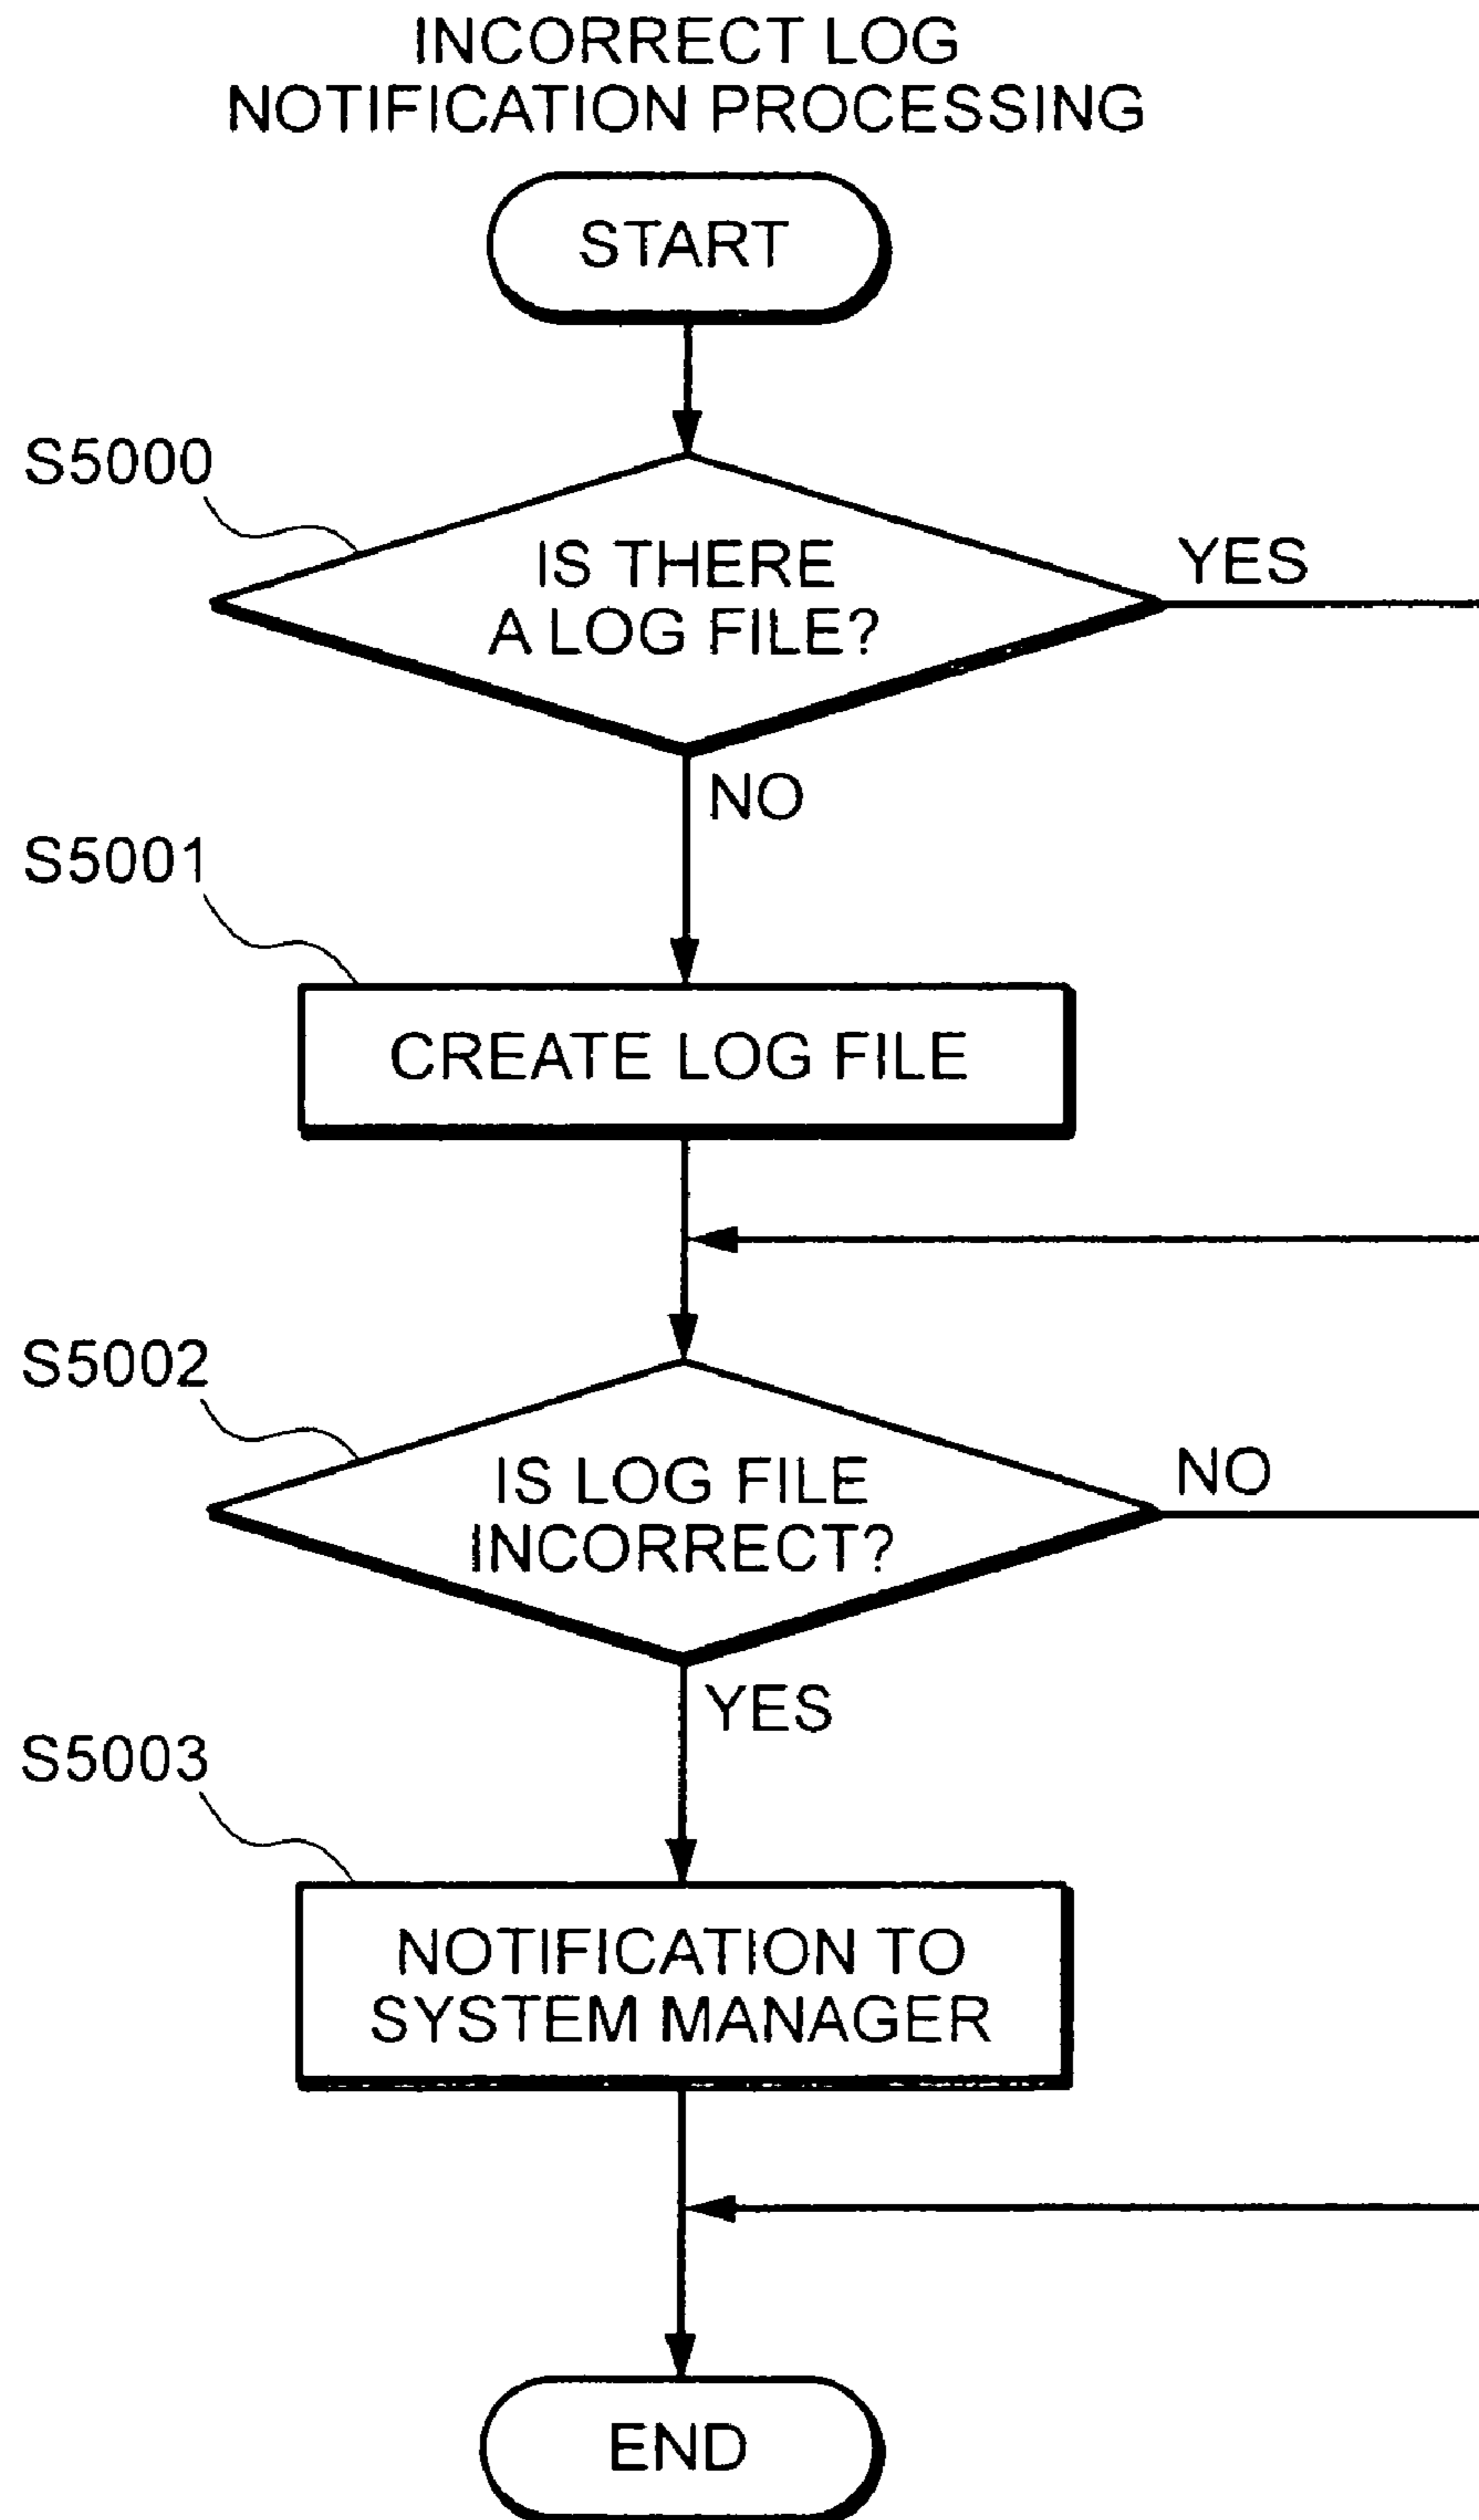 INCORRECT LOG
NOTIFICATION PROCESSING
START
S5000
IS THERE
A LOG FILE?
YES
NO
S5001
CREATE LOG FILE
S5002
IS LOG FILE
INCORRECT?
NO
YES
S5003
NOTIFICATION TO
SYSTEM MANAGER
END